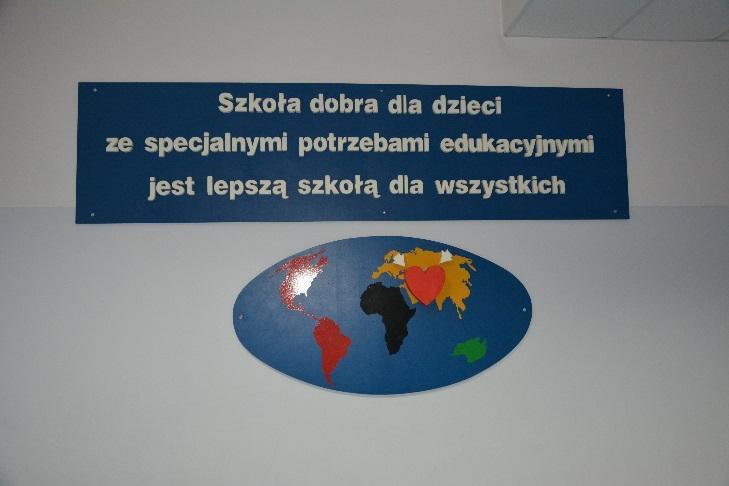 Szkoła dobra dla dzieci
ze specjalnymi potrzebami edukacyjnymi
jest lepszą szkołą dla wszystkich